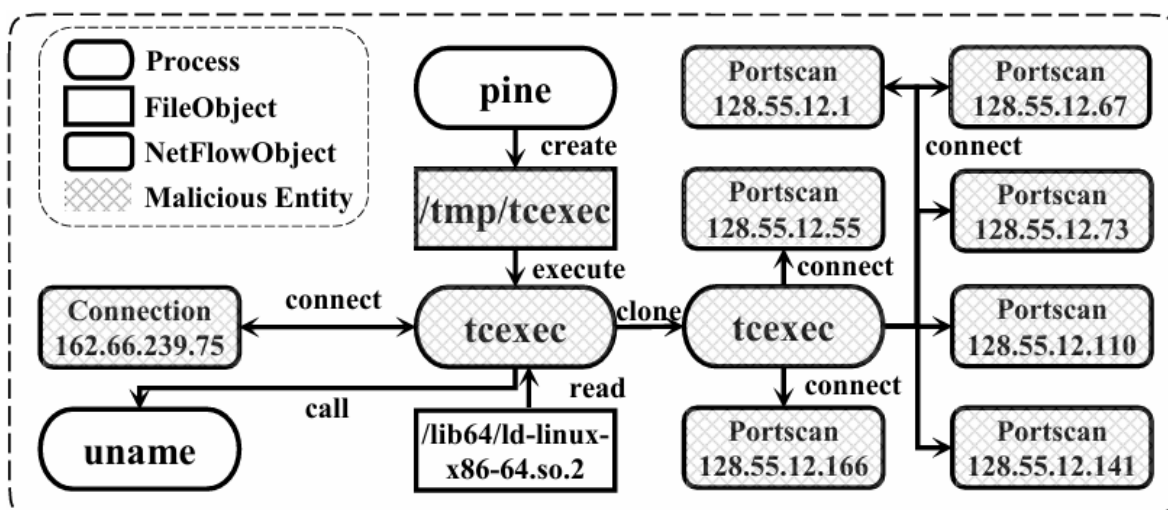 Process
FileObject
NetFlowObject
Malicious Entity
pine
create
/tmp/tcexec
execute
Connection
162.66.239.75
connect
tcexec
clone
tcexec
call
read
uname
/lib64/ld-linux-
x86-64.so.2
Portscan
128.55.12.1
Portscan
128.55.12.67
connect
Portscan
128.55.12.55
Portscan
128.55.12.73
connect
Portscan
128.55.12.110
connect
Portscan
128.55.12.166
Portscan
128.55.12.141